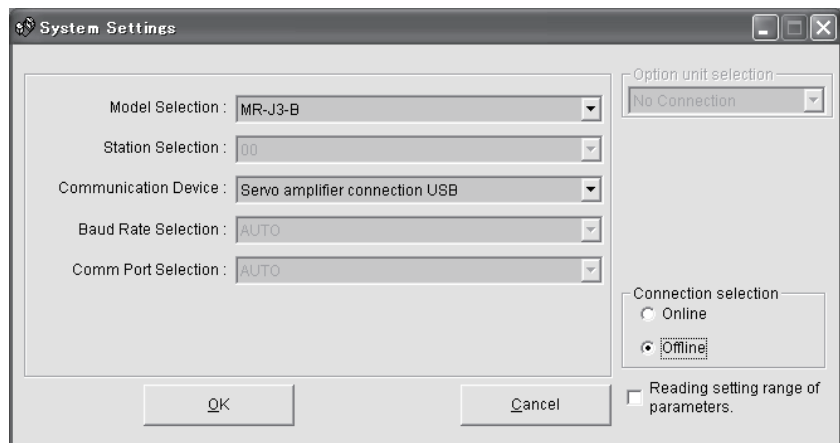 System Settings
Option unit selection
No Connection
Model Selection : MR-J3-B
Station Selection : 00
Communication Device : Servo amplifier connection USB
Baud Rate Selection : AUTO
Comm Port Selection : AUTO
Connection selection
Online
Offline
Reading setting range of
parameters.
OK
Cancel